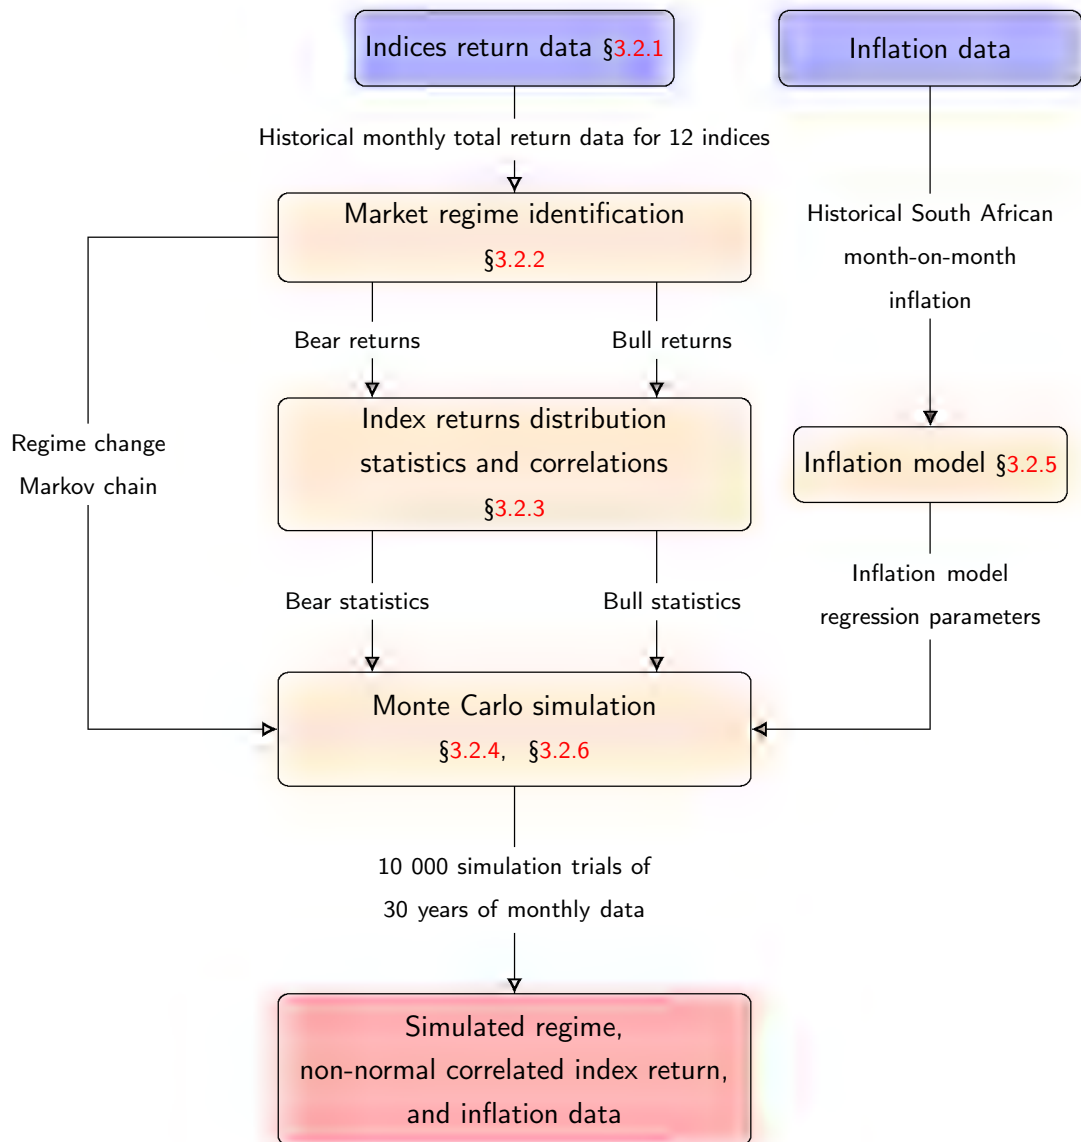 Indices return data §3.2.1
Inflation data
Historical monthly total return data for 12 indices
Market regime identification
§3.2.2
Historical South African
month-on-month
inflation
Bear returns
Bull returns
Index returns distribution
statistics and correlations
§3.2.3
Regime change
Markov chain
Inflation model §3.2.5
Bear statistics
Bull statistics
Inflation model
regression parameters
Monte Carlo simulation
§3.2.4, §3.2.6
10 000 simulation trials of
30 years of monthly data
Simulated regime,
non-normal correlated index return,
and inflation data